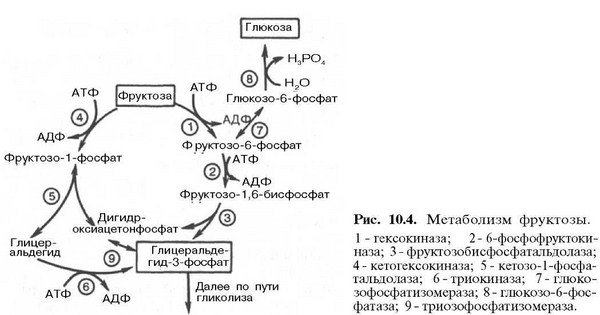 Глюкоза
H₃PO₄
H₂O
8
Глюкозо-6-фосфат
АТФ
Фруктоза
АТФ
4
1
АДФ
7
АДФ
Фруктозо-1-фосфат
Фруктозо-6-фосфат
2
АТФ
АДФ
Фруктозо-1,6-бисфосфат
5
Дигидр-
оксиацетонфосфат
3
Глицер-
альдегид
9
Глицеральде-
гид-3-фосфат
АТФ
6
АДФ
Далее по пути
гликолиза
Рис. 10.4. Метаболизм фруктозы.
1 - гексокиназа; 2 - 6-фосфофруктоки-
наза; 3 - фруктозобисфосфатальдолаза;
4 - кетогексокиназа; 5 - кетозо-1-фосфа-
тальдолаза; 6 - триокиназа; 7 - глюко-
зофосфатизомераза; 8 - глюкозо-6-фос-
фатаза; 9 - триозофосфатизомераза.